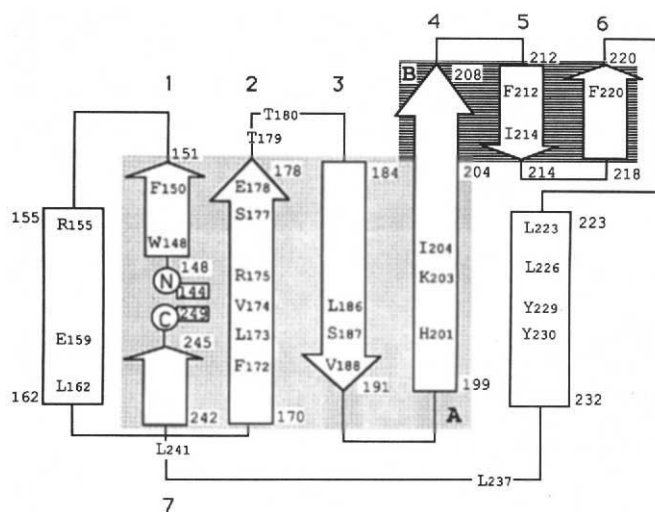 4 5 6
B 208 212 220
1 2 3
F212 F220
T180
T179
I214
151 178 184 204 214 218
F150 E178
155 R155 S177 L223 223
W148 I204
148 R175 K203 L226
N 144
V174 L186 Y229
C 249
E159 245 L173 S187 H201 Y230
F172 V188
162 L162 191 199 232
242 170 A
L241
L237
7